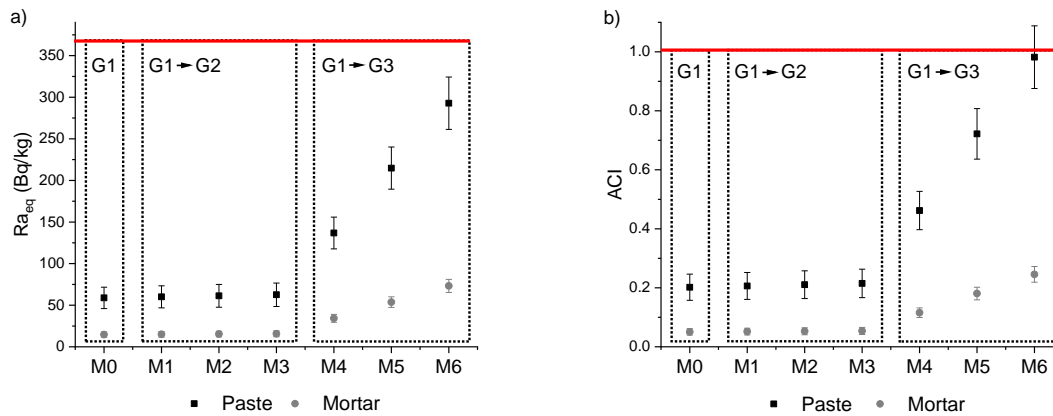 a)
Ra_eq (Bq/kg)
350
300
250
200
150
100
50
0
G1
G1 → G2
G1 → G3
M0 M1 M2 M3 M4 M5 M6
Paste Mortar
b)
ACI
1.0
0.8
0.6
0.4
0.2
0.0
G1
G1 → G2
G1 → G3
M0 M1 M2 M3 M4 M5 M6
Paste Mortar